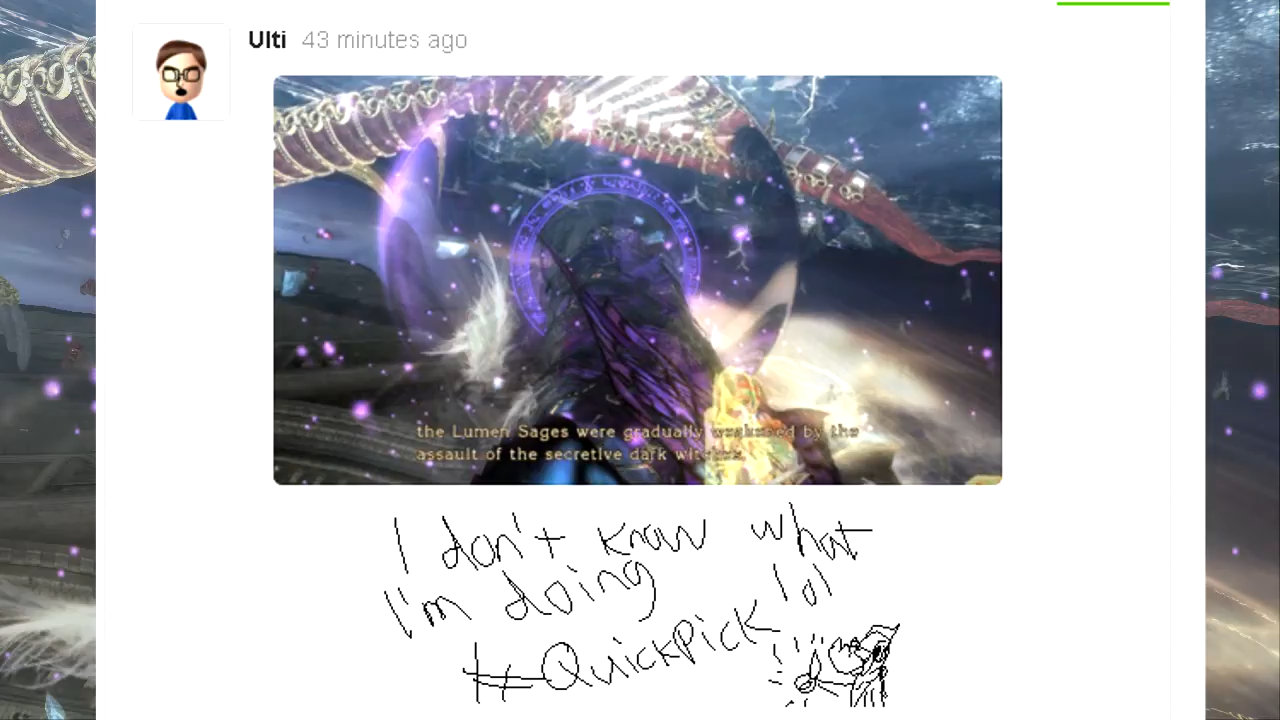 Ulti 43 minutes ago
the Lumen Sages were gradually weakened by the
assault of the secretive dark witches,
I don't know what
I'm doing lol
#QuickPick